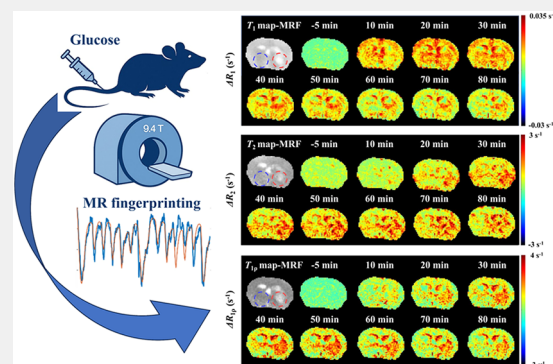 Glucose
9.4 T
MR fingerprinting
T₁ map-MRF -5 min 10 min 20 min 30 min
40 min 50 min 60 min 70 min 80 min
ΔR₁ (s⁻¹)
0.035 s⁻¹
-0.03 s⁻¹
T₂ map-MRF -5 min 10 min 20 min 30 min
40 min 50 min 60 min 70 min 80 min
ΔR₂ (s⁻¹)
3 s⁻¹
-3 s⁻¹
T₁ρ map-MRF -5 min 10 min 20 min 30 min
40 min 50 min 60 min 70 min 80 min
ΔR₁ρ (s⁻¹)
4 s⁻¹